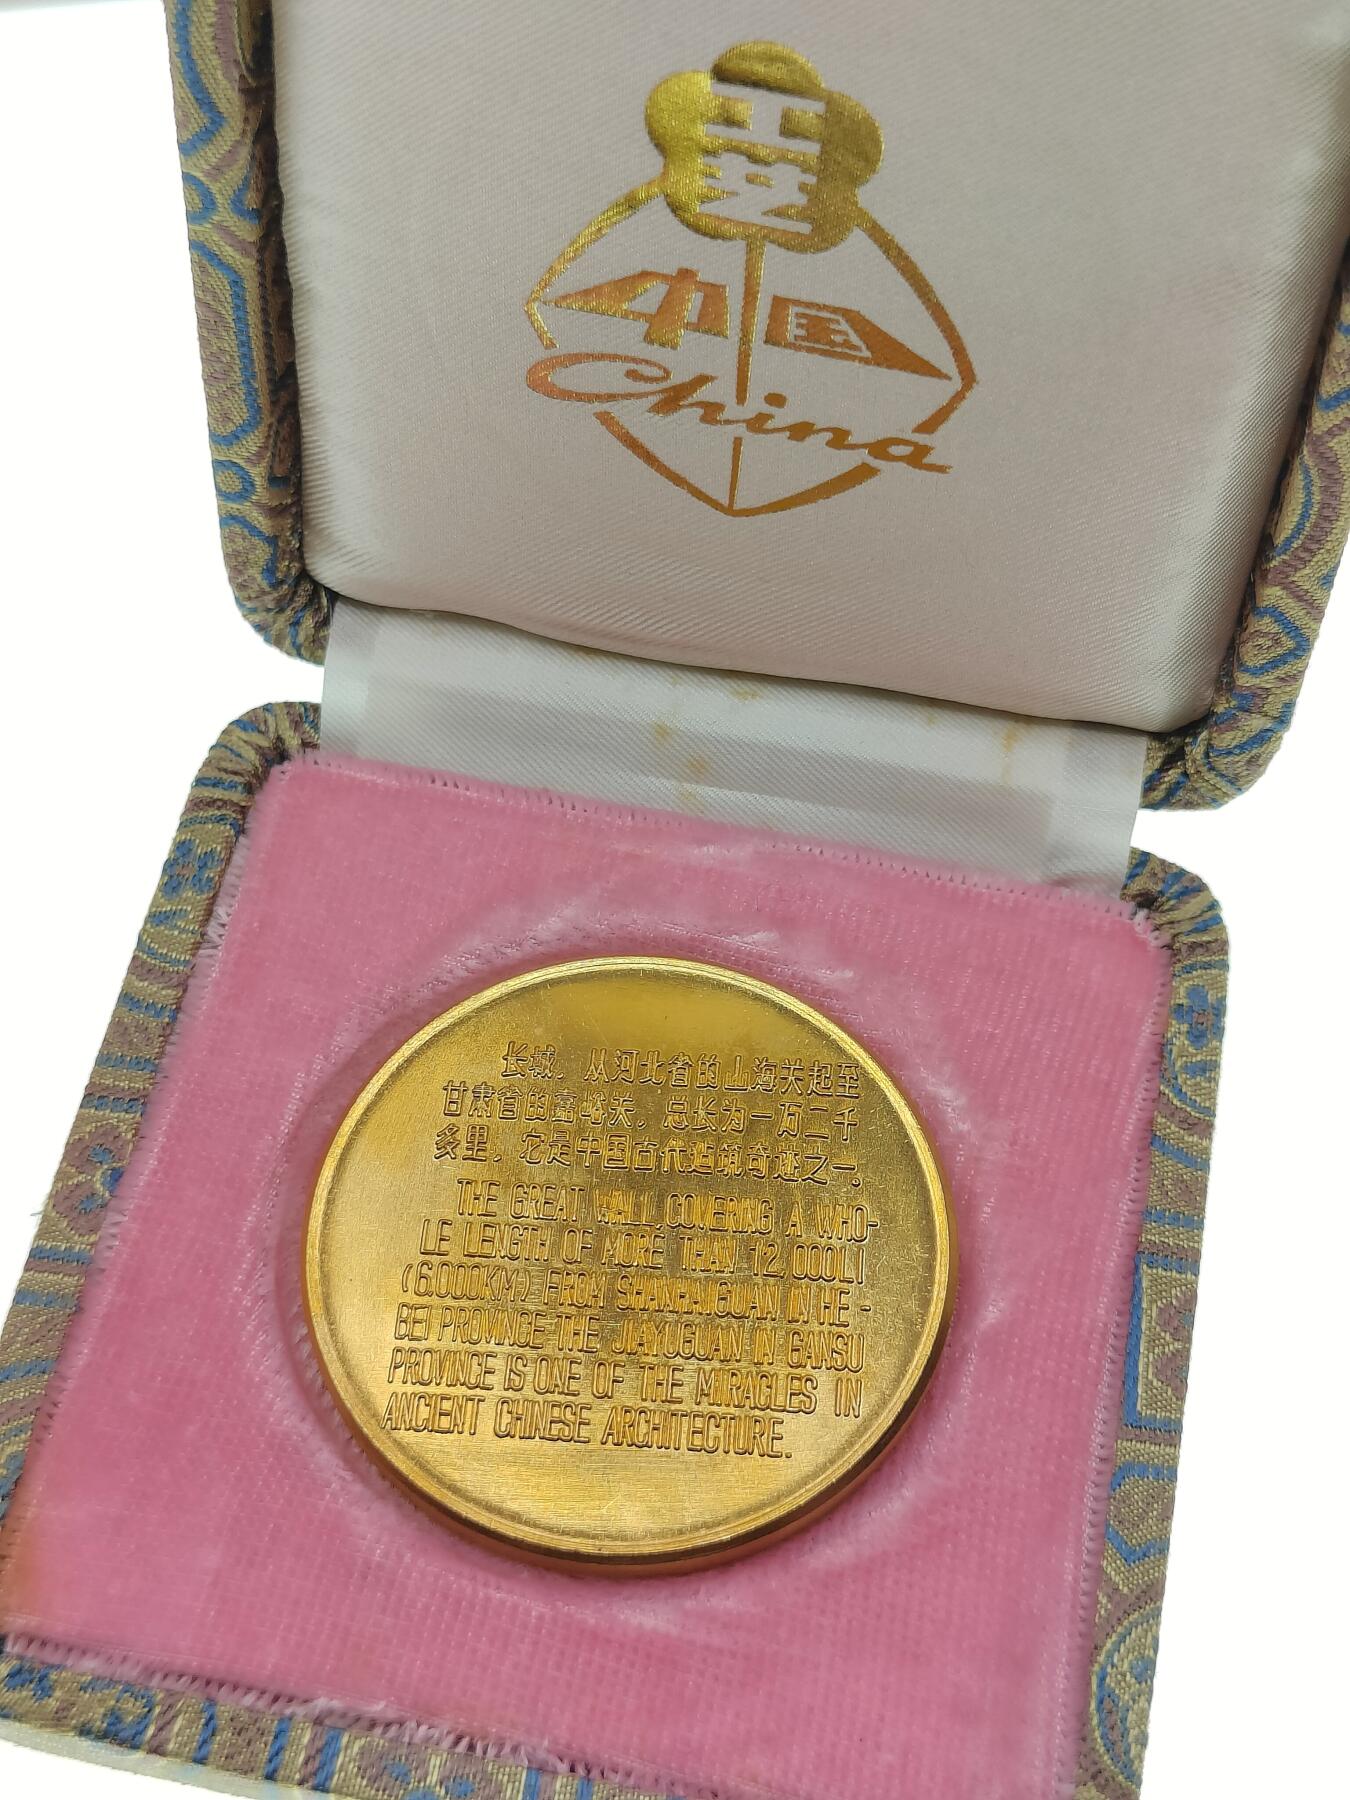 工艺
中国
China
长城，从河北省的山海关起至
甘肃省的嘉峪关，总长为一万二千
多里，它是中国古代建筑奇迹之一。
THE GREAT WALL, COVERING A WHO-
LE LENGTH OF MORE THAN 12,000LI
(6.000KM) FROM SHANHAIGUAN IN HE-
BEI PROVINCE THE JIAYUGUAN IN GANSU
PROVINCE IS ONE OF THE MIRACLES IN
ANCIENT CHINESE ARCHITECTURE.